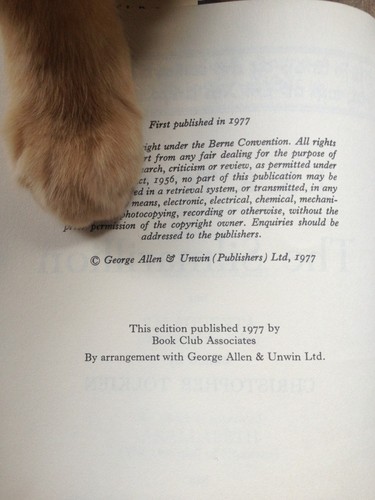 First published in 1977
right under the Berne Convention. All rights
rt from any fair dealing for the purpose of
arch, criticism or review, as permitted under
ct, 1956, no part of this publication may be
ed in a retrieval system, or transmitted, in any
means, electronic, electrical, chemical, mechani-
photocopying, recording or otherwise, without the
permission of the copyright owner. Enquiries should be
addressed to the publishers.
© George Allen & Unwin (Publishers) Ltd, 1977
This edition published 1977 by
Book Club Associates
By arrangement with George Allen & Unwin Ltd.